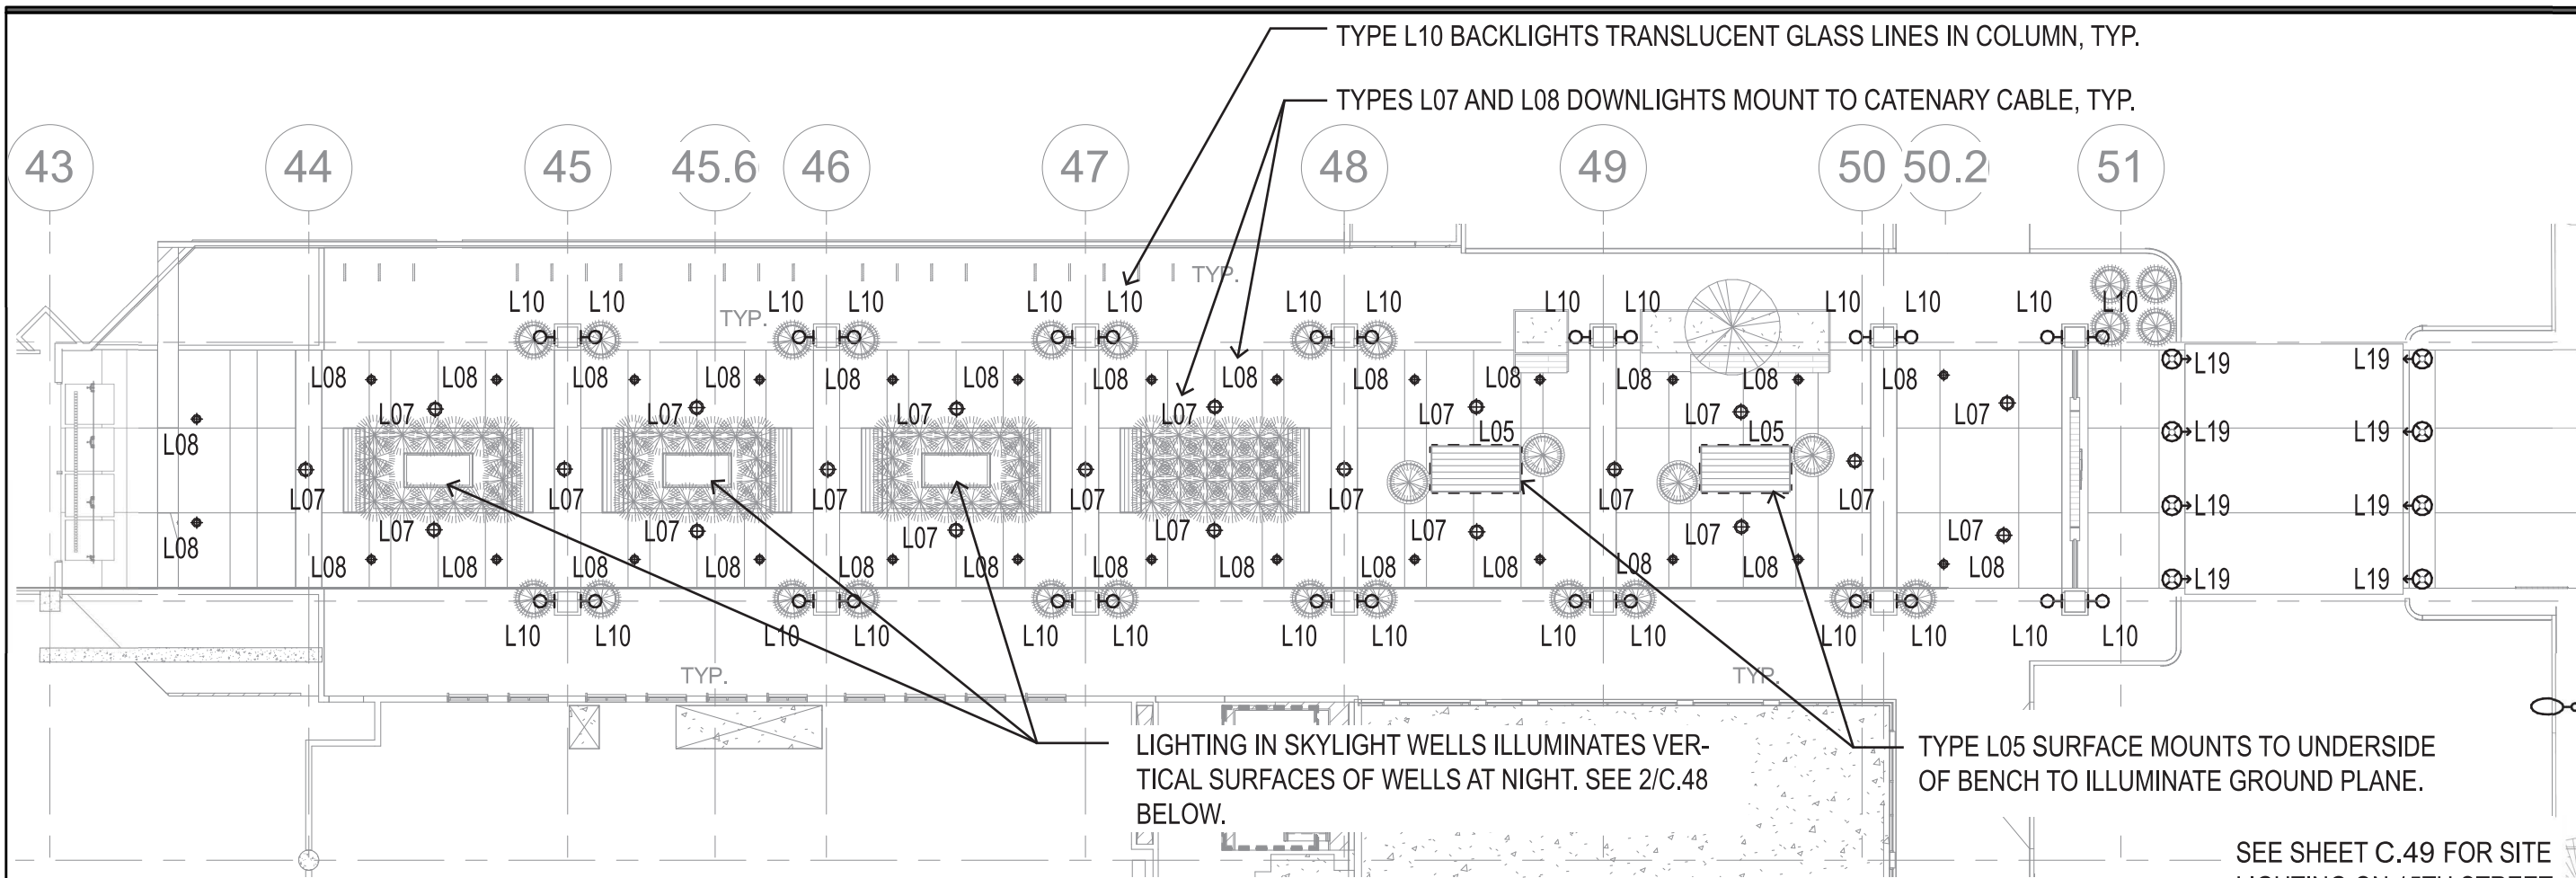 TYPE L10 BACKLIGHTS TRANSLUCENT GLASS LINES IN COLUMN, TYP.
TYPES L07 AND L08 DOWNLIGHTS MOUNT TO CATENARY CABLE, TYP.
43 44 45 45.6 46 47 48 49 50 50.2 51
TYP.
L10 L10 L10 L10 L10 L10 L10 L10 L10 L10 L10 L10 L10 L10
TYP.
L19 L19
L08 L08 L08 L08 L08 L08 L08 L08 L08 L08 L08 L08 L08
L07 L07 L07 L07 L07 L07 L07
L05 L05
L19 L19
L08
L07 L07 L07 L07 L07 L07 L07
L19 L19
L07 L07 L07 L07 L07 L07 L07
L08
L08 L08 L08 L08 L08 L08 L08 L08 L08 L08 L08 L08 L08
L19 L19
L10 L10 L10 L10 L10 L10 L10 L10 L10 L10 L10 L10 L10 L10
TYP. TYP.
LIGHTING IN SKYLIGHT WELLS ILLUMINATES VER-
TICAL SURFACES OF WELLS AT NIGHT. SEE 2/C.48
BELOW.
TYPE L05 SURFACE MOUNTS TO UNDERSIDE
OF BENCH TO ILLUMINATE GROUND PLANE.
SEE SHEET C.49 FOR SITE